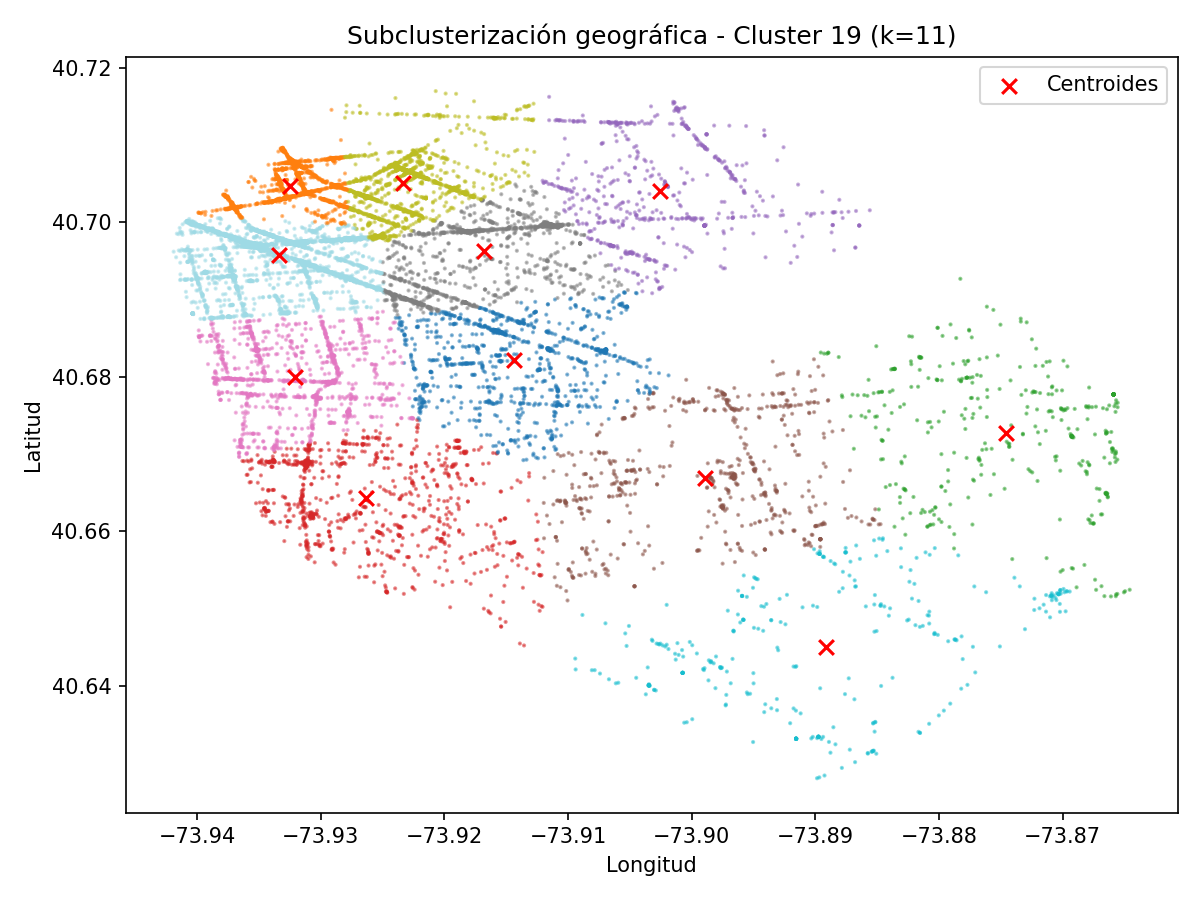 Subclusterización geográfica - Cluster 19 (k=11)
Centroides
Latitud
40.72
40.70
40.68
40.66
40.64
−73.94 −73.93 −73.92 −73.91 −73.90 −73.89 −73.88 −73.87
Longitud